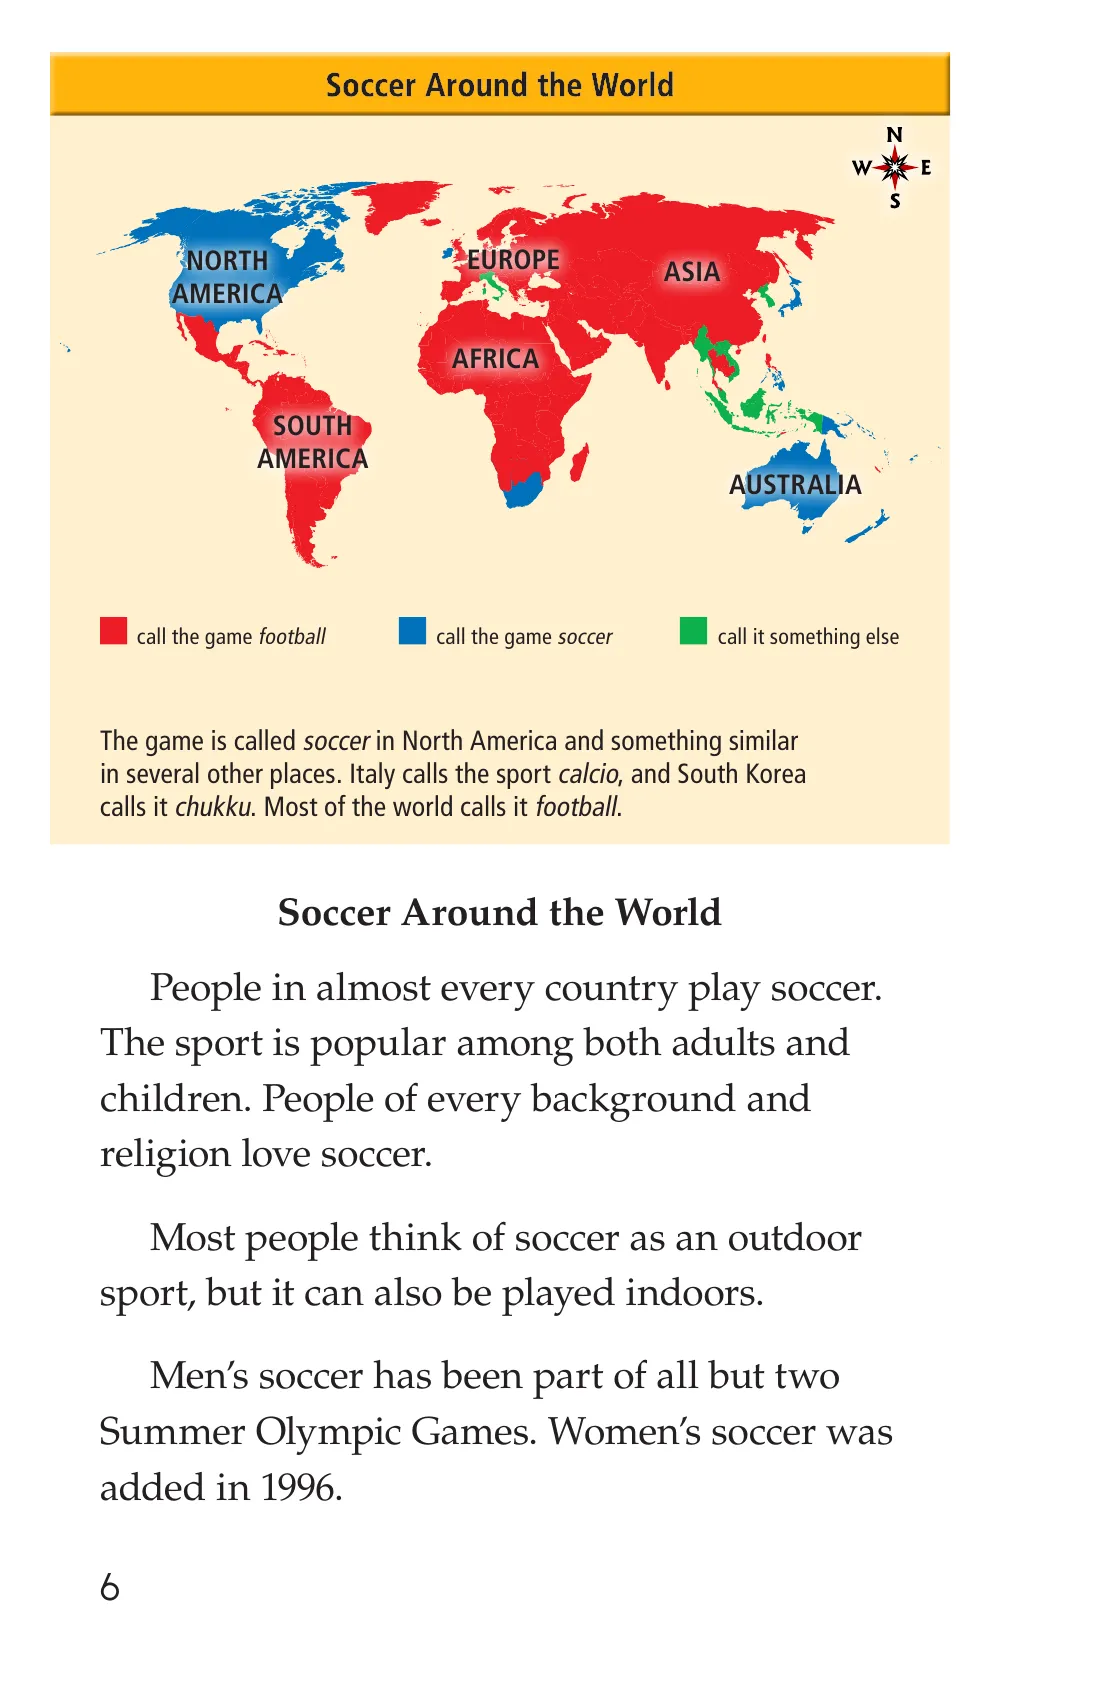 Soccer Around the World
N
W E
S
NORTH
AMERICA
EUROPE
ASIA
AFRICA
SOUTH
AMERICA
AUSTRALIA
call the game football
call the game soccer
call it something else
The game is called soccer in North America and something similar
in several other places. Italy calls the sport calcio, and South Korea
calls it chukku. Most of the world calls it football.
Soccer Around the World
People in almost every country play soccer.
The sport is popular among both adults and
children. People of every background and
religion love soccer.
Most people think of soccer as an outdoor
sport, but it can also be played indoors.
Men’s soccer has been part of all but two
Summer Olympic Games. Women’s soccer was
added in 1996.
6